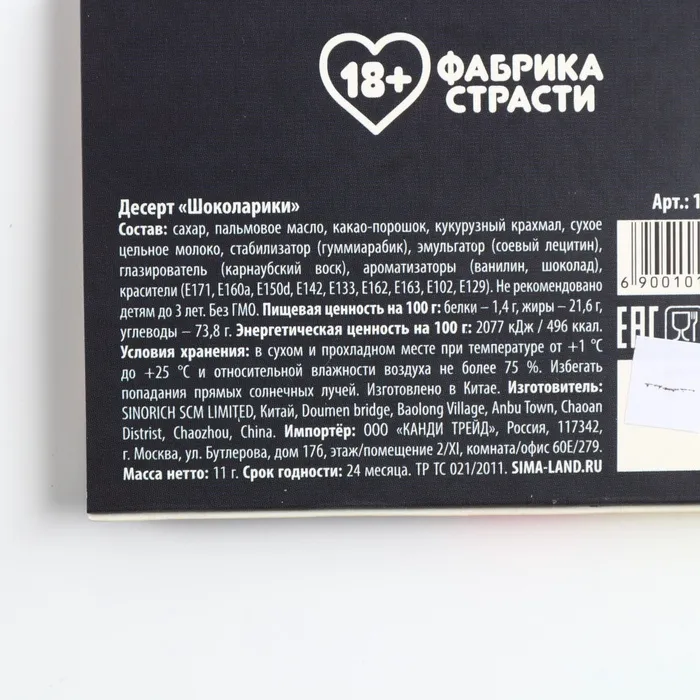 18+ ФАБРИКА
СТРАСТИ
Десерт «Шоколарики»
Состав: сахар, пальмовое масло, какао-порошок, кукурузный крахмал, сухое
цельное молоко, стабилизатор (гуммиарабик), эмульгатор (соевый лецитин),
глазирователь (карнаубский воск), ароматизаторы (ванилин, шоколад),
красители (E171, E160a, E150d, E142, E133, E162, E163, E102, E129). Не рекомендовано
детям до 3 лет. Без ГМО. Пищевая ценность на 100 г: белки – 1,4 г, жиры – 21,6 г,
углеводы – 73,8 г. Энергетическая ценность на 100 г: 2077 кДж / 496 ккал.
Условия хранения: в сухом и прохладном месте при температуре от +1 °C
до +25 °C и относительной влажности воздуха не более 75 %. Избегать
попадания прямых солнечных лучей. Изготовлено в Китае. Изготовитель:
SINORICH SCM LIMITED, Китай, Doumen bridge, Baolong Village, Anbu Town, Chaoan
Distrist, Chaozhou, China. Импортёр: ООО «КАНДИ ТРЕЙД», Россия, 117342,
г. Москва, ул. Бутлерова, дом 17б, этаж/помещение 2/XI, комната/офис 60E/279.
Масса нетто: 11 г. Срок годности: 24 месяца. ТР ТС 021/2011. SIMA-LAND.RU
Арт.: 1
6 90010
EAC